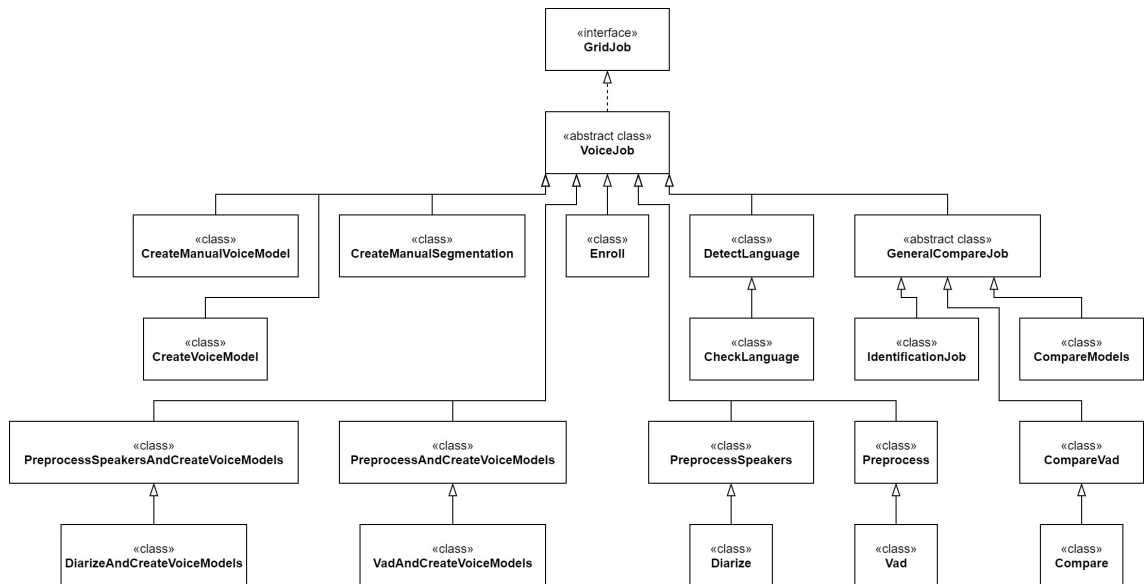 «interface»
GridJob
«abstract class»
VoiceJob
«class»
CreateManualVoiceModel
«class»
CreateManualSegmentation
«class»
Enroll
«class»
DetectLanguage
«abstract class»
GeneralCompareJob
«class»
CreateVoiceModel
«class»
CheckLanguage
«class»
IdentificationJob
«class»
CompareModels
«class»
PreprocessSpeakersAndCreateVoiceModels
«class»
PreprocessAndCreateVoiceModels
«class»
PreprocessSpeakers
«class»
Preprocess
«class»
CompareVad
«class»
DiarizeAndCreateVoiceModels
«class»
VadAndCreateVoiceModels
«class»
Diarize
«class»
Vad
«class»
Compare